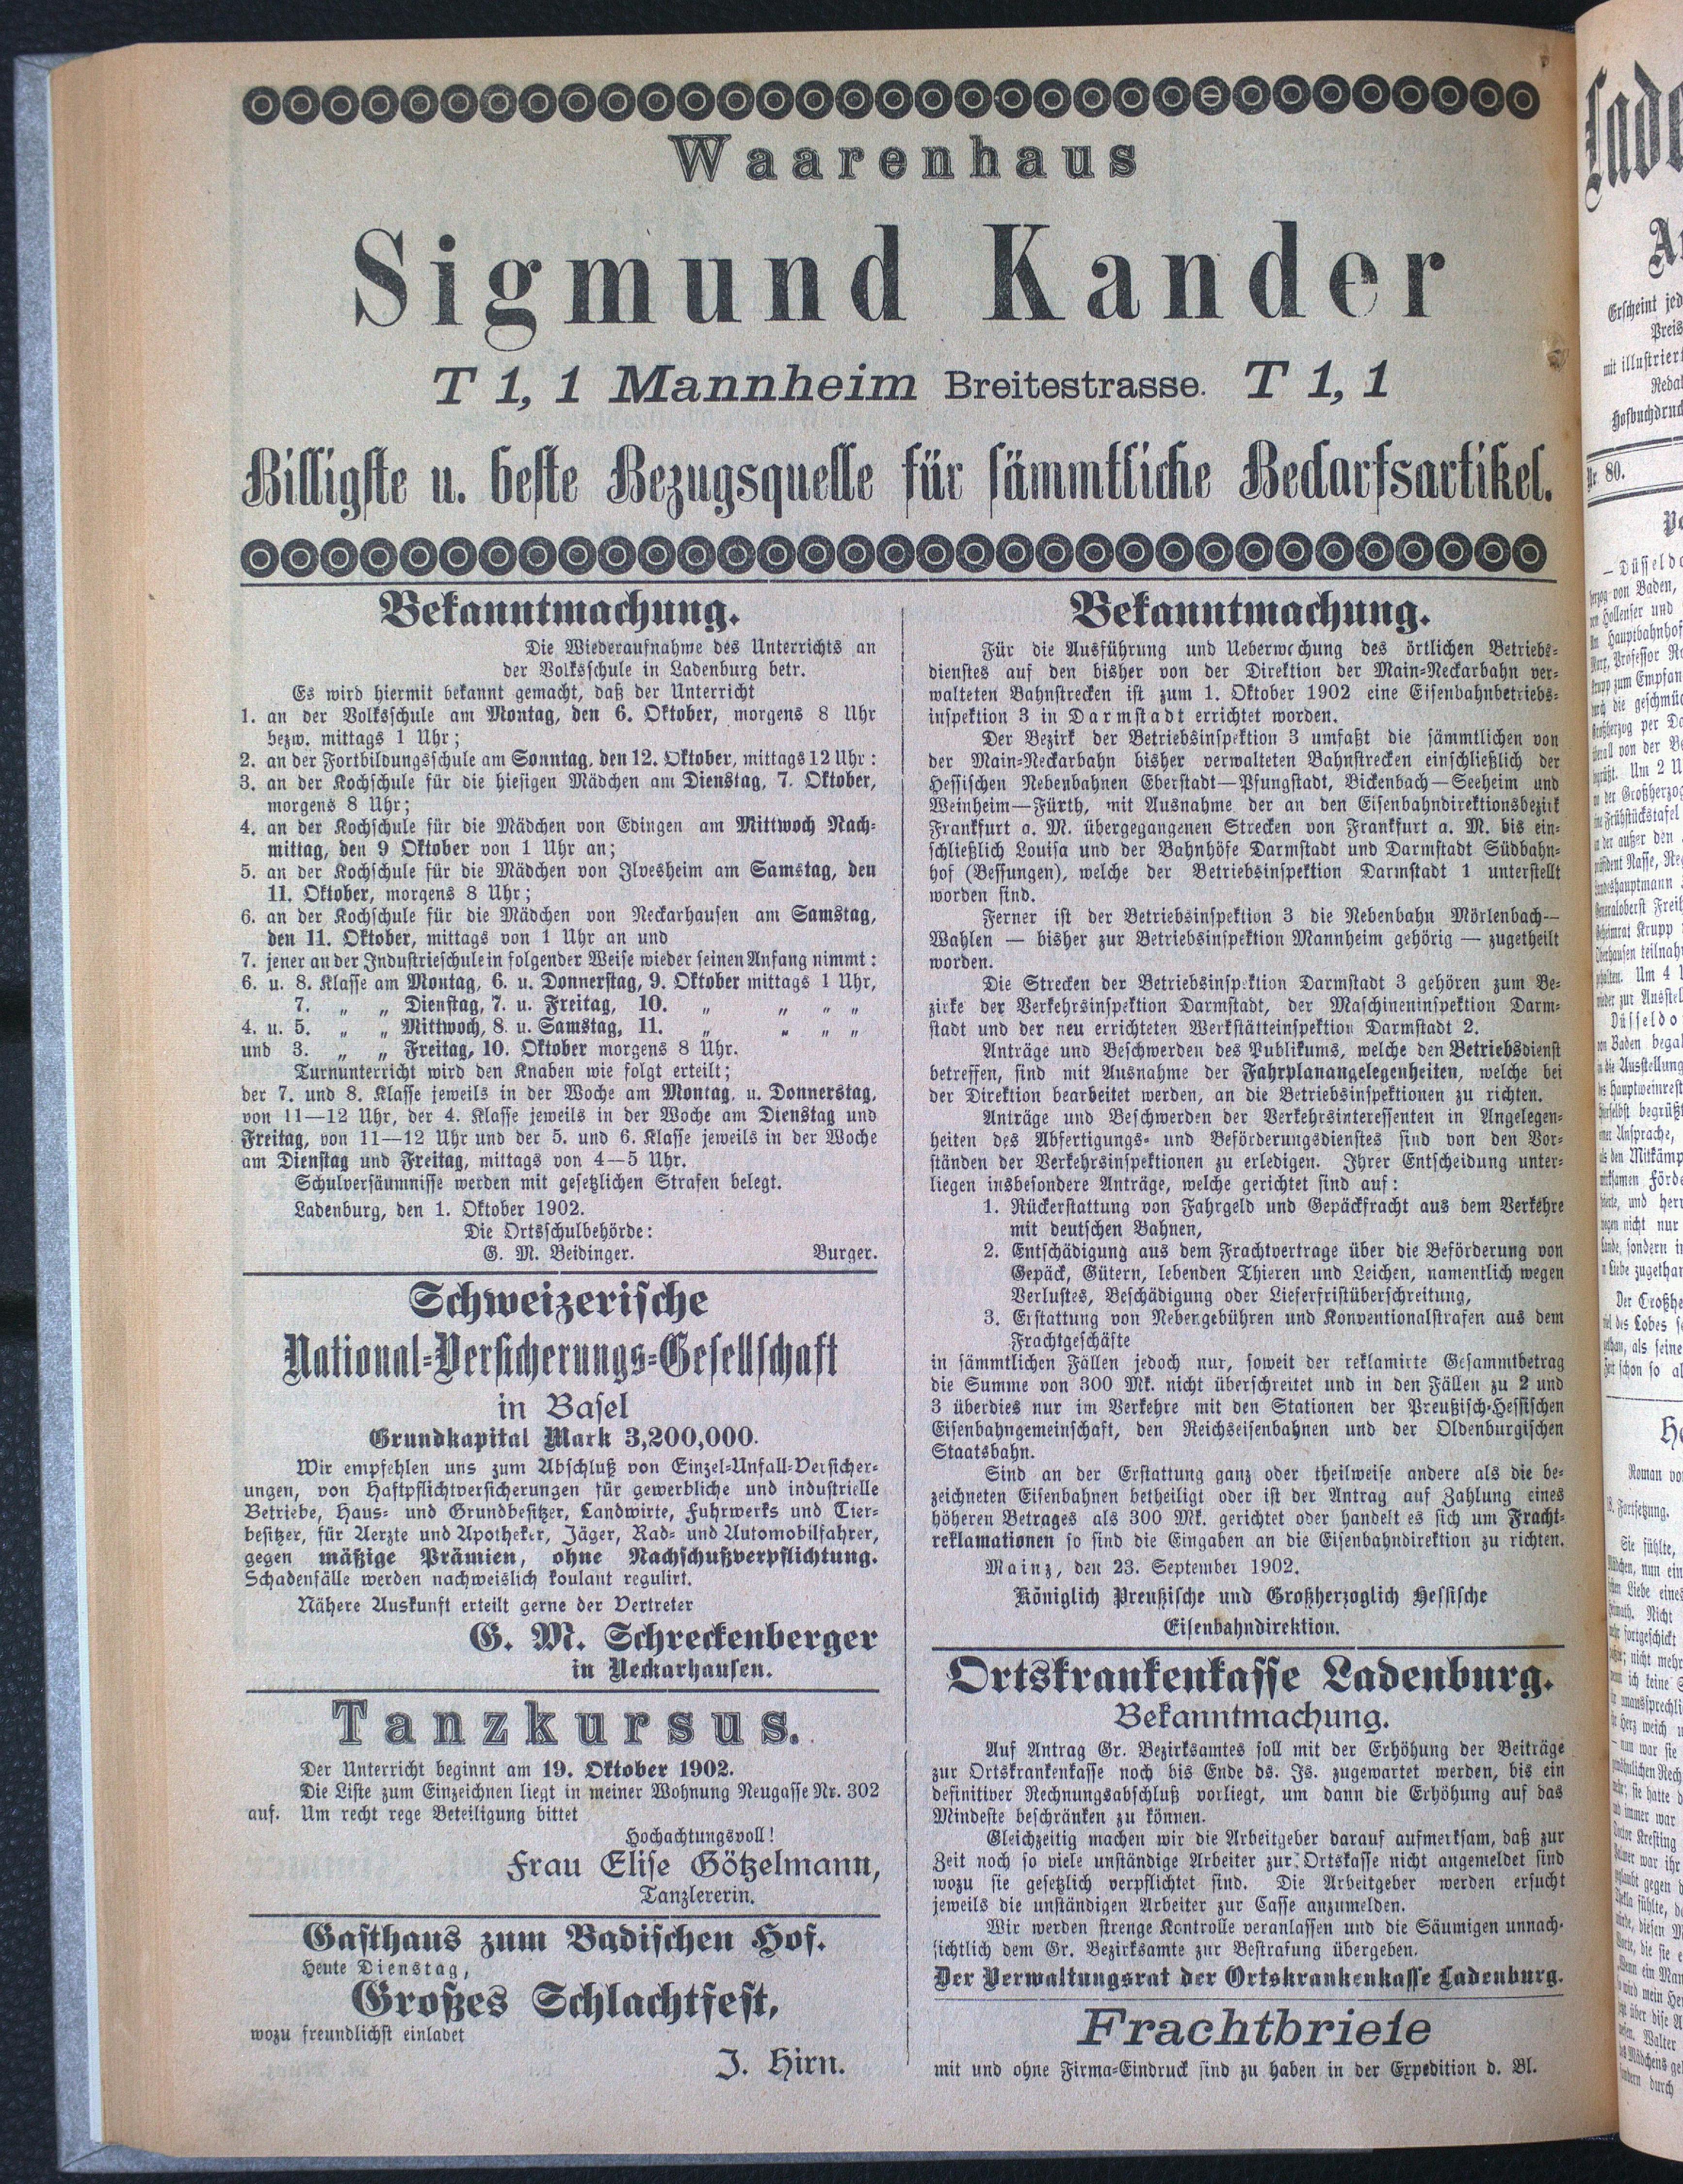 Waarenhaus
Sigmund Kander
T 1, 1 Mannheim Breitestrasse. T 1, 1
Billigste u. beste Bezugsquelle für sämmtliche Bedarfsartikel.
Bekanntmachung.
Die Wiederaufnahme des Unterrichts an
der Volksschule in Ladenburg betr.
Es wird hiermit bekannt gemacht, daß der Unterricht
1. an der Volksschule am Montag, den 6. Oktober, morgens 8 Uhr
bezw. mittags 1 Uhr;
2. an der Fortbildungsschule am Sonntag, den 12. Oktober, mittags 12 Uhr:
3. an der Kochschule für die hiesigen Mädchen am Dienstag, 7. Oktober,
morgens 8 Uhr;
4. an der Kochschule für die Mädchen von Edingen am Mittwoch Nach-
mittag, den 9 Oktober von 1 Uhr an;
5. an der Kochschule für die Mädchen von Ilvesheim am Samstag, den
11. Oktober, morgens 8 Uhr;
6. an der Kochschule für die Mädchen von Neckarhausen am Samstag,
den 11. Oktober, mittags von 1 Uhr an und
7. jener an der Industrieschule in folgender Weise wieder seinen Anfang nimmt:
6. u. 8. Klasse am Montag, 6. u. Donnerstag, 9. Oktober mittags 1 Uhr,
7. „ „ Dienstag, 7. u. Freitag, 10. „ „ „ „
4. u. 5. „ „ Mittwoch, 8. u. Samstag, 11. „ „ „ „
und 3. „ „ Freitag, 10. Oktober morgens 8 Uhr.
Turnunterricht wird den Knaben wie folgt erteilt;
der 7. und 8. Klasse jeweils in der Woche am Montag, u. Donnerstag,
von 11—12 Uhr, der 4. Klasse jeweils in der Woche am Dienstag und
Freitag, von 11—12 Uhr und der 5. und 6. Klasse jeweils in der Woche
am Dienstag und Freitag, mittags von 4—5 Uhr.
Schulversäumnisse werden mit gesetzlichen Strafen belegt.
Ladenburg, den 1. Oktober 1902.
Die Ortsschulbehörde:
G. M. Beidinger. Burger.
Schweizerische
National-Versicherungs-Gesellschaft
in Basel
Grundkapital Mark 3,200,000.
Wir empfehlen uns zum Abschluß von Einzel-Unfall-Versicher-
ungen, von Haftpflichtversicherungen für gewerbliche und industrielle
Betriebe, Haus- und Grundbesitzer, Landwirte, Fuhrwerks und Tier-
besitzer, für Aerzte und Apotheker, Jäger, Rad- und Automobilfahrer,
gegen mäßige Prämien, ohne Nachschußverpflichtung.
Schadenfälle werden nachweislich koulant regulirt.
Nähere Auskunft erteilt gerne der Vertreter
G. M. Schreckenberger
in Neckarhausen.
Tanzkursus.
Der Unterricht beginnt am 19. Oktober 1902.
Die Liste zum Einzeichnen liegt in meiner Wohnung Neugasse Nr. 302
auf. Um recht rege Beteiligung bittet
Hochachtungsvoll!
Frau Elise Götzelmann,
Tanzlererin.
Gasthaus zum Badischen Hof.
Heute Dienstag,
Großes Schlachtfest,
wozu freundlichst einladet
J. Hirn.
Bekanntmachung.
Für die Ausführung und Ueberwachung des örtlichen Betriebs-
dienstes auf den bisher von der Direktion der Main-Neckarbahn ver-
walteten Bahnstrecken ist zum 1. Oktober 1902 eine Eisenbahnbetriebs-
inspektion 3 in Darmstadt errichtet worden.
Der Bezirk der Betriebsinspektion 3 umfaßt die sämmtlichen von
der Main-Neckarbahn bisher verwalteten Bahnstrecken einschließlich der
Hessischen Nebenbahnen Eberstadt—Pfungstadt, Bickenbach—Seeheim und
Weinheim—Fürth, mit Ausnahme der an den Eisenbahndirektionsbezirk
Frankfurt a. M. übergegangenen Strecken von Frankfurt a. M. bis ein-
schließlich Louisa und der Bahnhöfe Darmstadt und Darmstadt Südbahn-
hof (Bessungen), welche der Betriebsinspektion Darmstadt 1 unterstellt
worden sind.
Ferner ist der Betriebsinspektion 3 die Nebenbahn Mörlenbach—
Wahlen — bisher zur Betriebsinspektion Mannheim gehörig — zugetheilt
worden.
Die Strecken der Betriebsinspektion Darmstadt 3 gehören zum Be-
zirke der Verkehrsinspektion Darmstadt, der Maschineninspektion Darm-
stadt und der neu errichteten Werkstätteinspektion Darmstadt 2.
Anträge und Beschwerden des Publikums, welche den Betriebsdienst
betreffen, sind mit Ausnahme der Fahrplanangelegenheiten, welche bei
der Direktion bearbeitet werden, an die Betriebsinspektionen zu richten.
Anträge und Beschwerden der Verkehrsinteressenten in Angelegen-
heiten des Abfertigungs- und Beförderungsdienstes sind von den Vor-
ständen der Verkehrsinspektionen zu erledigen. Ihrer Entscheidung unter-
liegen insbesondere Anträge, welche gerichtet sind auf:
1. Rückerstattung von Fahrgeld und Gepäckfracht aus dem Verkehre
mit deutschen Bahnen,
2. Entschädigung aus dem Frachtvertrage über die Beförderung von
Gepäck, Gütern, lebenden Thieren und Leichen, namentlich wegen
Verlustes, Beschädigung oder Lieferfristüberschreitung,
3. Erstattung von Nebengebühren und Konventionalstrafen aus dem
Frachtgeschäfte
in sämmtlichen Fällen jedoch nur, soweit der reklamirte Gesammtbetrag
die Summe von 300 Mk. nicht überschreitet und in den Fällen zu 2 und
3 überdies nur im Verkehre mit den Stationen der Preußisch-Hessischen
Eisenbahngemeinschaft, den Reichseisenbahnen und der Oldenburgischen
Staatsbahn.
Sind an der Erstattung ganz oder theilweise andere als die be-
zeichneten Eisenbahnen betheiligt oder ist der Antrag auf Zahlung eines
höheren Betrages als 300 Mk. gerichtet oder handelt es sich um Fracht-
reklamationen so sind die Eingaben an die Eisenbahndirektion zu richten.
Mainz, den 23. September 1902.
Königlich Preußische und Großherzoglich Hessische
Eisenbahndirektion.
Ortskrankenkasse Ladenburg.
Bekanntmachung.
Auf Antrag Gr. Bezirksamtes soll mit der Erhöhung der Beiträge
zur Ortskrankenkasse noch bis Ende ds. Js. zugewartet werden, bis ein
definitiver Rechnungsabschluß vorliegt, um dann die Erhöhung auf das
Mindeste beschränken zu können.
Gleichzeitig machen wir die Arbeitgeber darauf aufmerksam, daß zur
Zeit noch so viele unständige Arbeiter zur Ortskasse nicht angemeldet sind
wozu sie gesetzlich verpflichtet sind. Die Arbeitgeber werden ersucht
jeweils die unständigen Arbeiter zur Casse anzumelden.
Wir werden strenge Kontrolle veranlassen und die Säumigen unnach-
sichtlich dem Gr. Bezirksamte zur Bestrafung übergeben.
Der Verwaltungsrat der Ortskrankenkasse Ladenburg.
Frachtbriefe
mit und ohne Firma-Eindruck sind zu haben in der Expedition d. Bl.
Erscheint
Preis
Nr. 80.
von Baden,
Roman
Fortsetzung.
Sie fühlte,